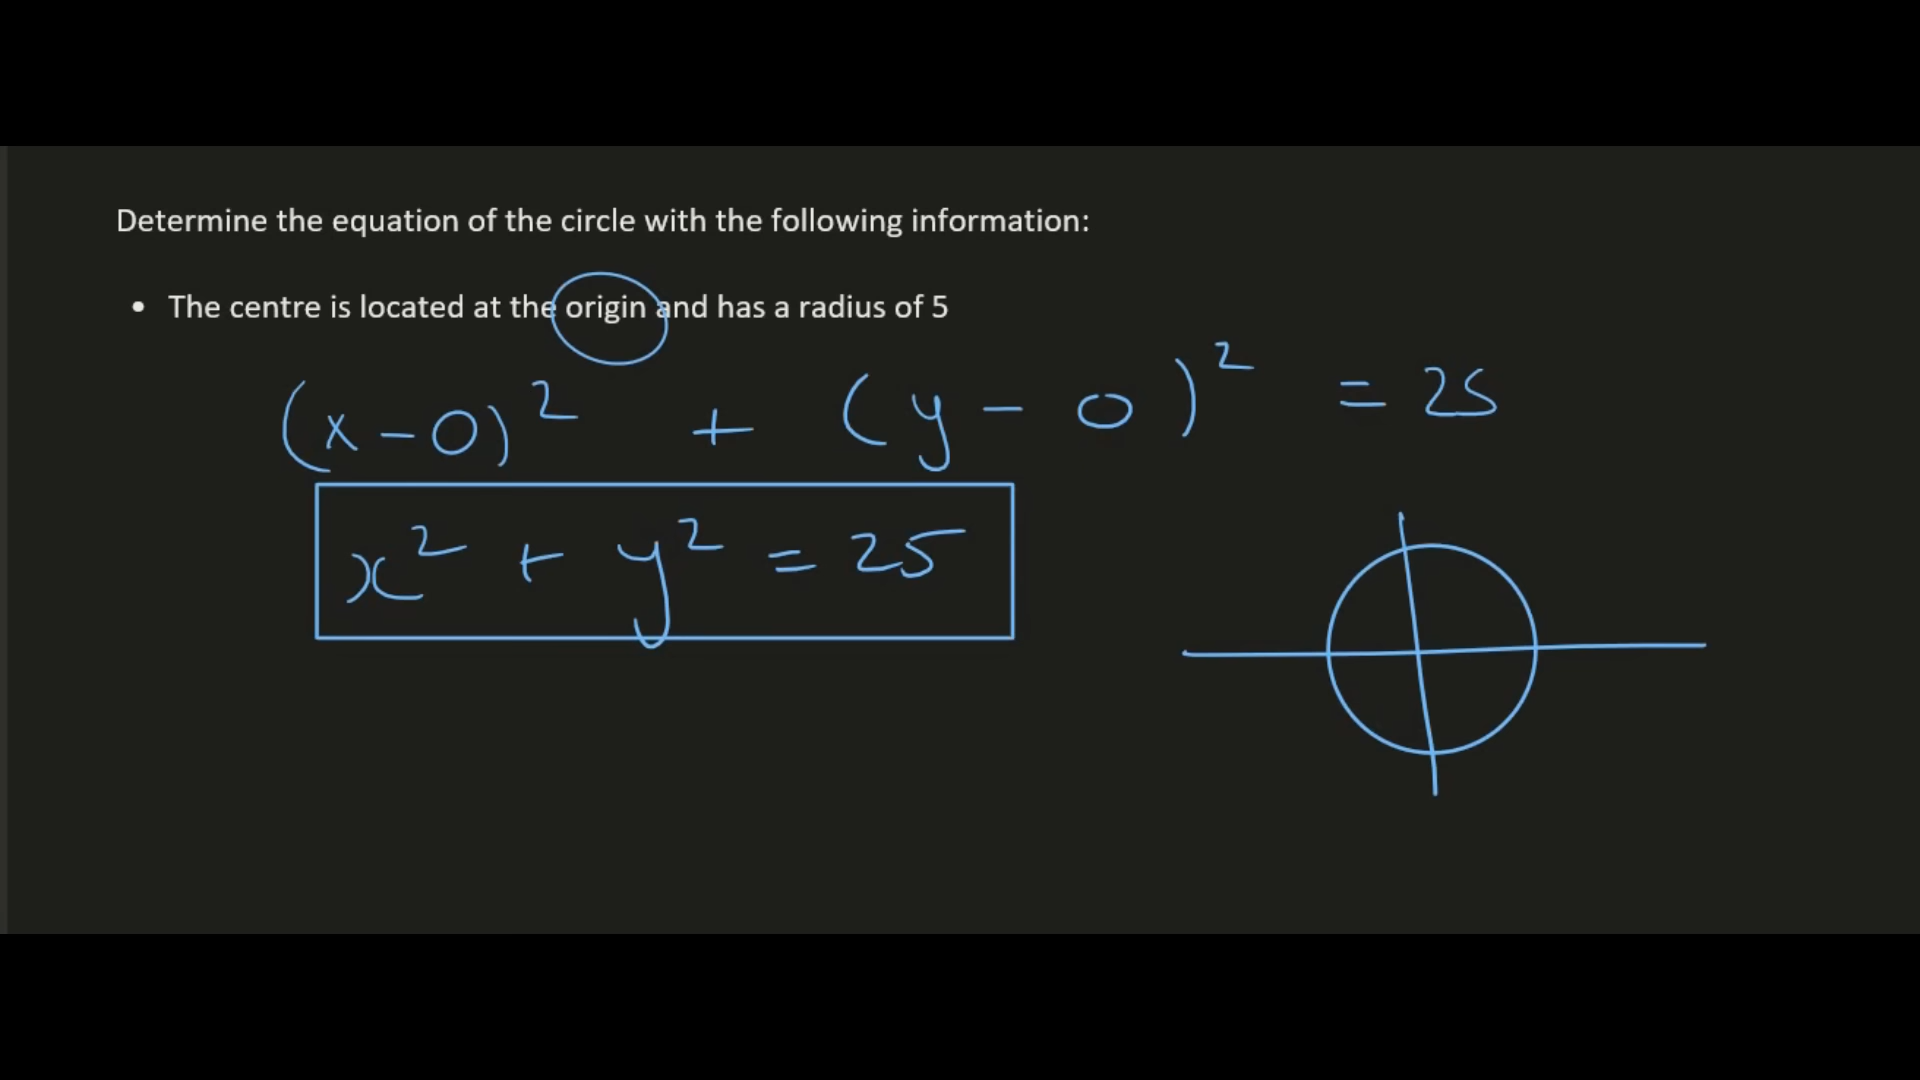 Determine the equation of the circle with the following information:
• The centre is located at the origin and has a radius of 5
(x-0)² + (y-0)² = 25
x² + y² = 25